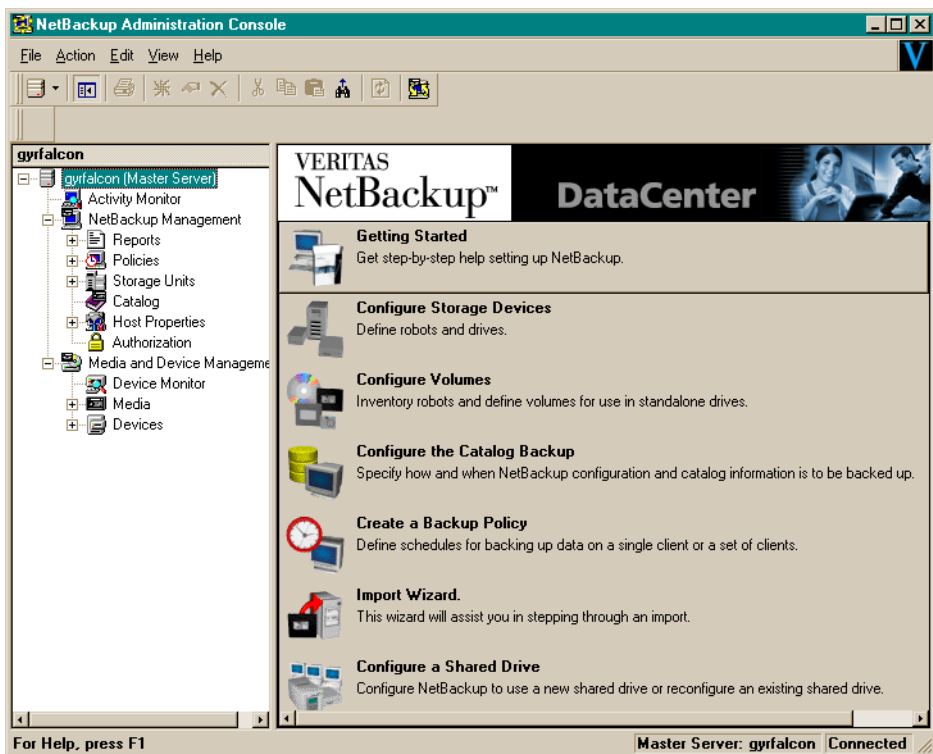 NetBackup Administration Console
File Action Edit View Help
V
gyrfalcon
gyrfalcon (Master Server)
Activity Monitor
NetBackup Management
Reports
Policies
Storage Units
Catalog
Host Properties
Authorization
Media and Device Manageme
Device Monitor
Media
Devices
VERITAS
NetBackup™ DataCenter
Getting Started
Get step-by-step help setting up NetBackup.
Configure Storage Devices
Define robots and drives.
Configure Volumes
Inventory robots and define volumes for use in standalone drives.
Configure the Catalog Backup
Specify how and when NetBackup configuration and catalog information is to be backed up.
Create a Backup Policy
Define schedules for backing up data on a single client or a set of clients.
Import Wizard.
This wizard will assist you in stepping through an import.
Configure a Shared Drive
Configure NetBackup to use a new shared drive or reconfigure an existing shared drive.
For Help, press F1
Master Server: gyrfalcon Connected